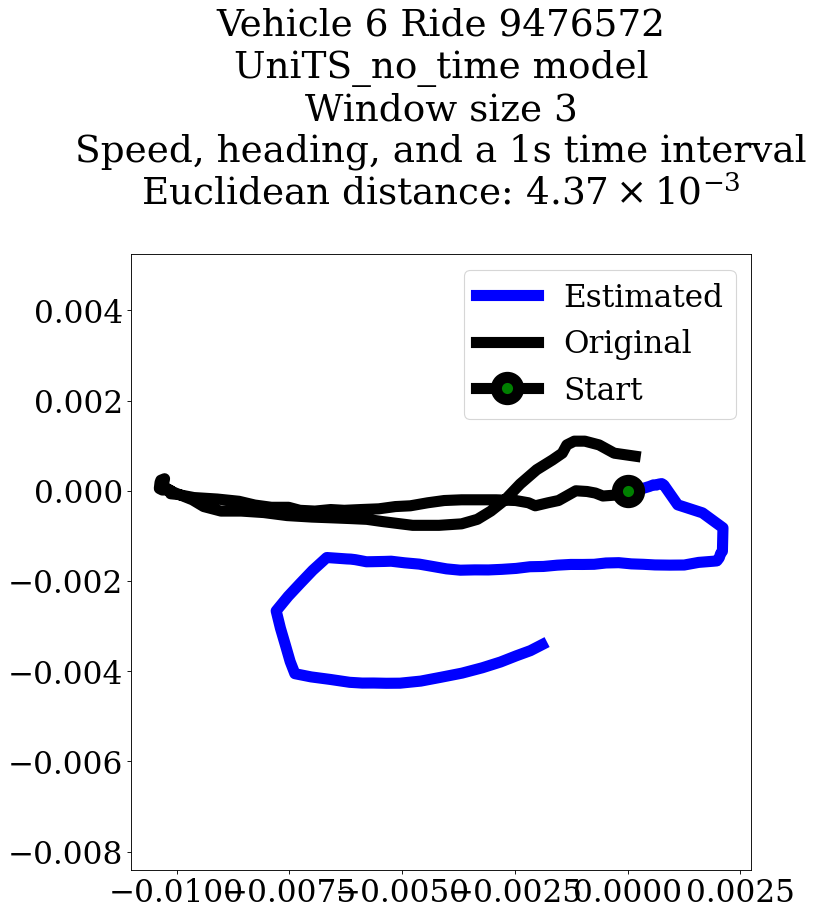 Vehicle 6 Ride 9476572
UniTS_no_time model
Window size 3
Speed, heading, and a 1s time interval
Euclidean distance: 4.37 × 10⁻³
Estimated
Original
Start
0.004
0.002
0.000
−0.002
−0.004
−0.006
−0.008
−0.0100 −0.0075 −0.0050 −0.0025 0.0000 0.0025